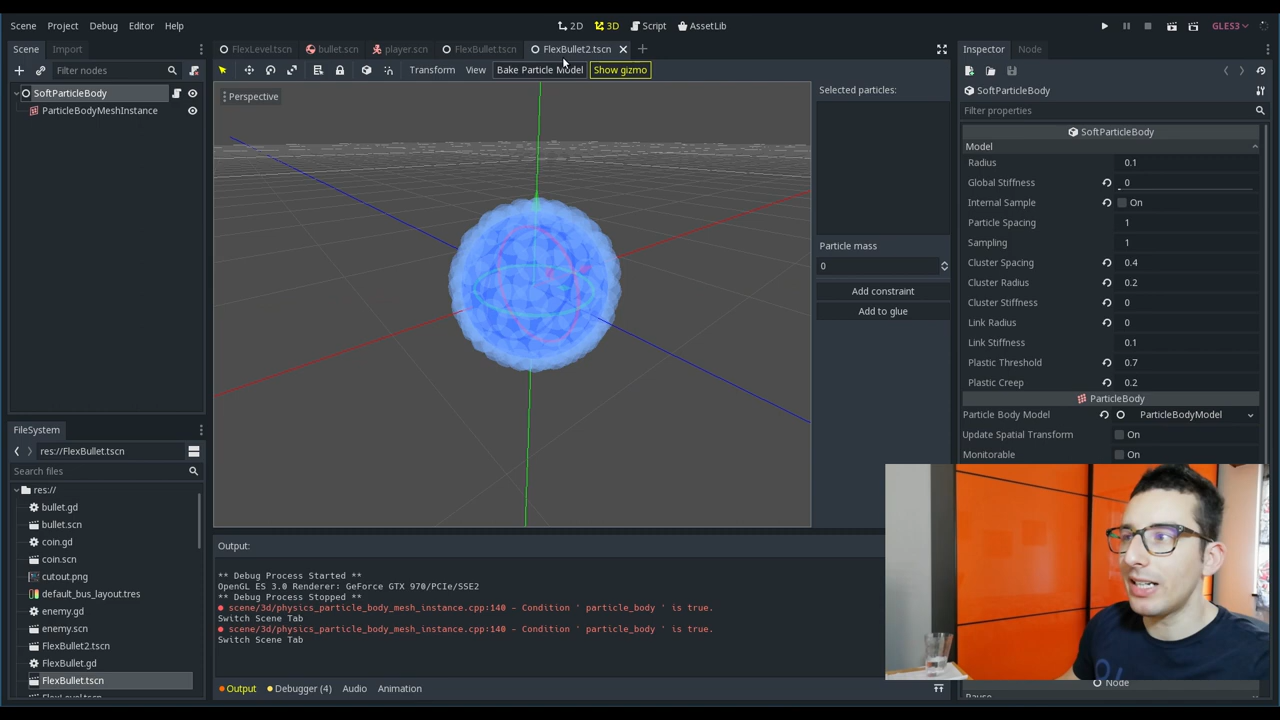 Scene Project Debug Editor Help
2D 3D Script AssetLib
GLES3
Scene Import
FlexLevel.tscn bullet.scn player.scn FlexBullet.tscn FlexBullet2.tscn
Inspector Node
Filter nodes
Transform View Bake Particle Model Show gizmo
SoftParticleBody
ParticleBodyMeshInstance
Perspective
Selected particles:
Particle mass
0
Add constraint
Add to glue
SoftParticleBody
Filter properties
SoftParticleBody
Model
Radius 0.1
Global Stiffness 0
Internal Sample On
Particle Spacing 1
Sampling 1
Cluster Spacing 0.4
Cluster Radius 0.2
Cluster Stiffness 0
Link Radius 0
Link Stiffness 0.1
Plastic Threshold 0.7
Plastic Creep 0.2
ParticleBody
Particle Body Model ParticleBodyModel
Update Spatial Transform On
Monitorable On
Node
Pause
FileSystem
res://FlexBullet.tscn
Search files
res://
bullet.gd
bullet.scn
coin.gd
coin.scn
cutout.png
default_bus_layout.tres
enemy.gd
enemy.scn
FlexBullet2.tscn
FlexBullet.gd
FlexBullet.tscn
FlexLevel.tscn
Output:
** Debug Process Started **
OpenGL ES 3.0 Renderer: GeForce GTX 970/PCIe/SSE2
** Debug Process Stopped **
scene/3d/physics_particle_body_mesh_instance.cpp:140 - Condition ' particle_body ' is true.
Switch Scene Tab
scene/3d/physics_particle_body_mesh_instance.cpp:140 - Condition ' particle_body ' is true.
Switch Scene Tab
Output Debugger (4) Audio Animation